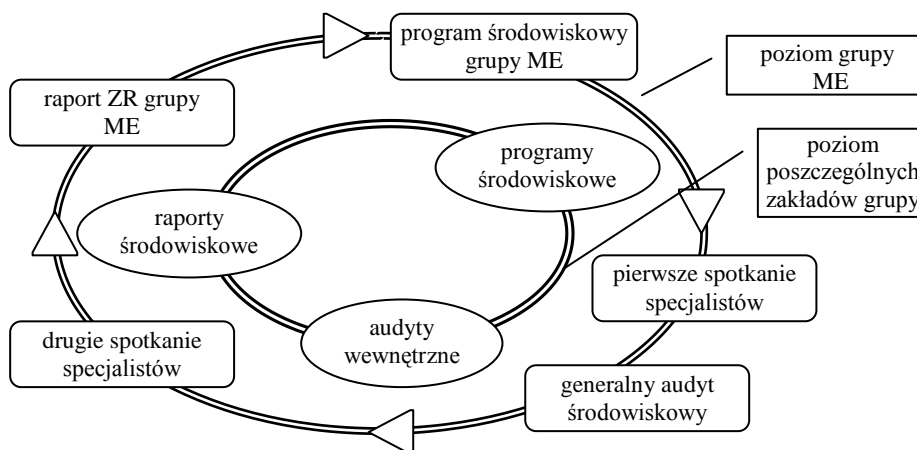 program środowiskowy
grupy ME
poziom grupy
ME
raport ZR grupy
ME
programy
środowiskowe
poziom
poszczególnych
zakładów grupy
raporty
środowiskowe
pierwsze spotkanie
specjalistów
audyty
wewnętrzne
drugie spotkanie
specjalistów
generalny audyt
środowiskowy